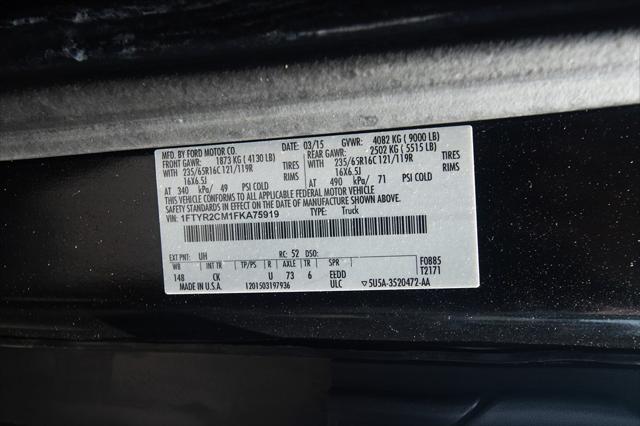 MFD. BY FORD MOTOR CO. DATE: 03/15 GVWR: 4082 KG ( 9000 LB)
FRONT GAWR: 1873 KG ( 4130 LB) REAR GAWR: 2502 KG ( 5515 LB)
WITH 235/65R16C 121/119R TIRES WITH 235/65R16C 121/119R TIRES
16X6.5J RIMS 16X6.5J RIMS
AT 340 kPa/ 49 PSI COLD AT 490 kPa/ 71 PSI COLD
THIS VEHICLE CONFORMS TO ALL APPLICABLE FEDERAL MOTOR VEHICLE
SAFETY STANDARDS IN EFFECT ON THE DATE OF MANUFACTURE SHOWN ABOVE.
VIN: 1FTYR2CM1FKA75919 TYPE: Truck
EXT PNT: UH RC: 52 DSO: F0885
WB INT TR TP/PS R AXLE TR SPR T2171
148 CK U 73 6 EEDD
MADE IN U.S.A. 1201503197936 ULC ▽5U5A-3520472-AA